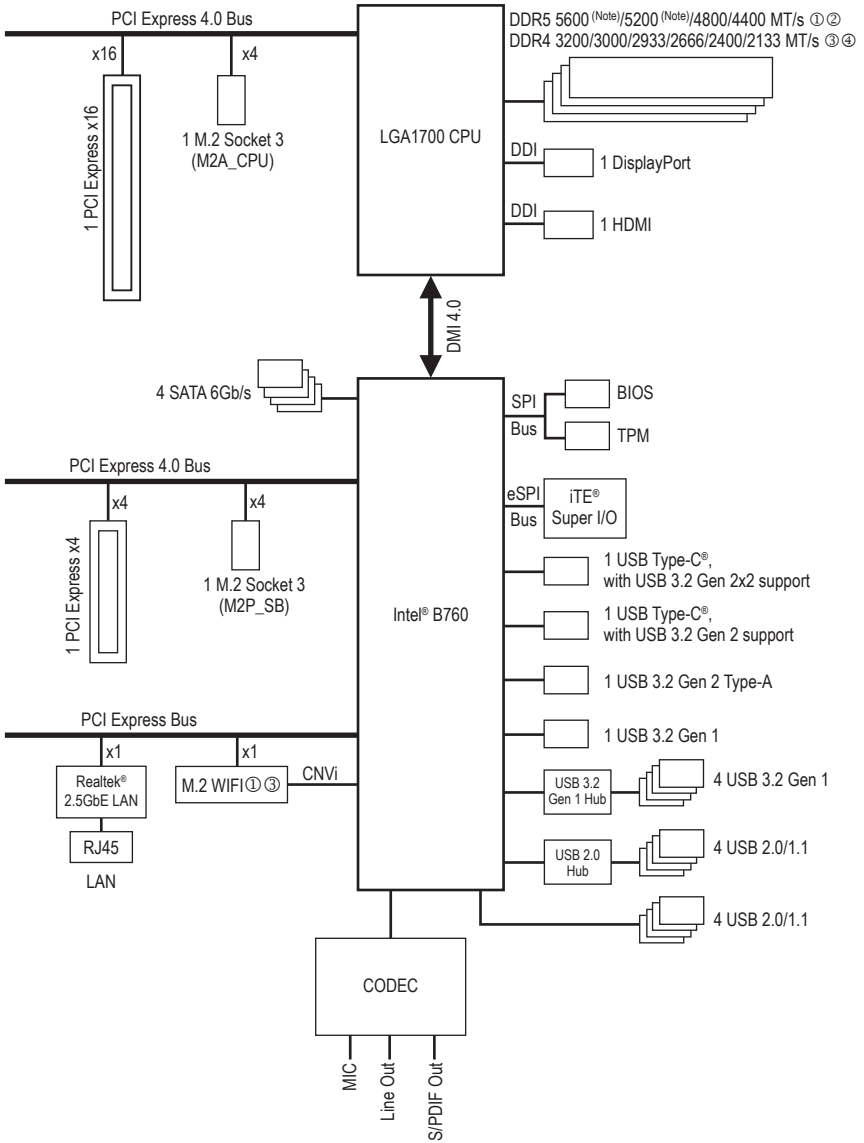 PCI Express 4.0 Bus
x16
x4
1 PCI Express x16
1 M.2 Socket 3
(M2A_CPU)
LGA1700 CPU
DDR5 5600 (Note)/5200 (Note)/4800/4400 MT/s ①②
DDR4 3200/3000/2933/2666/2400/2133 MT/s ③④
DDI
1 DisplayPort
DDI
1 HDMI
DMI 4.0
4 SATA 6Gb/s
SPI
Bus
BIOS
TPM
PCI Express 4.0 Bus
x4
x4
1 PCI Express x4
1 M.2 Socket 3
(M2P_SB)
Intel® B760
eSPI
Bus
iTE®
Super I/O
1 USB Type-C®,
with USB 3.2 Gen 2x2 support
1 USB Type-C®,
with USB 3.2 Gen 2 support
1 USB 3.2 Gen 2 Type-A
1 USB 3.2 Gen 1
PCI Express Bus
x1
x1
Realtek®
2.5GbE LAN
M.2 WIFI①③
CNVi
RJ45
LAN
USB 3.2
Gen 1 Hub
4 USB 3.2 Gen 1
USB 2.0
Hub
4 USB 2.0/1.1
4 USB 2.0/1.1
CODEC
MIC
Line Out
S/PDIF Out